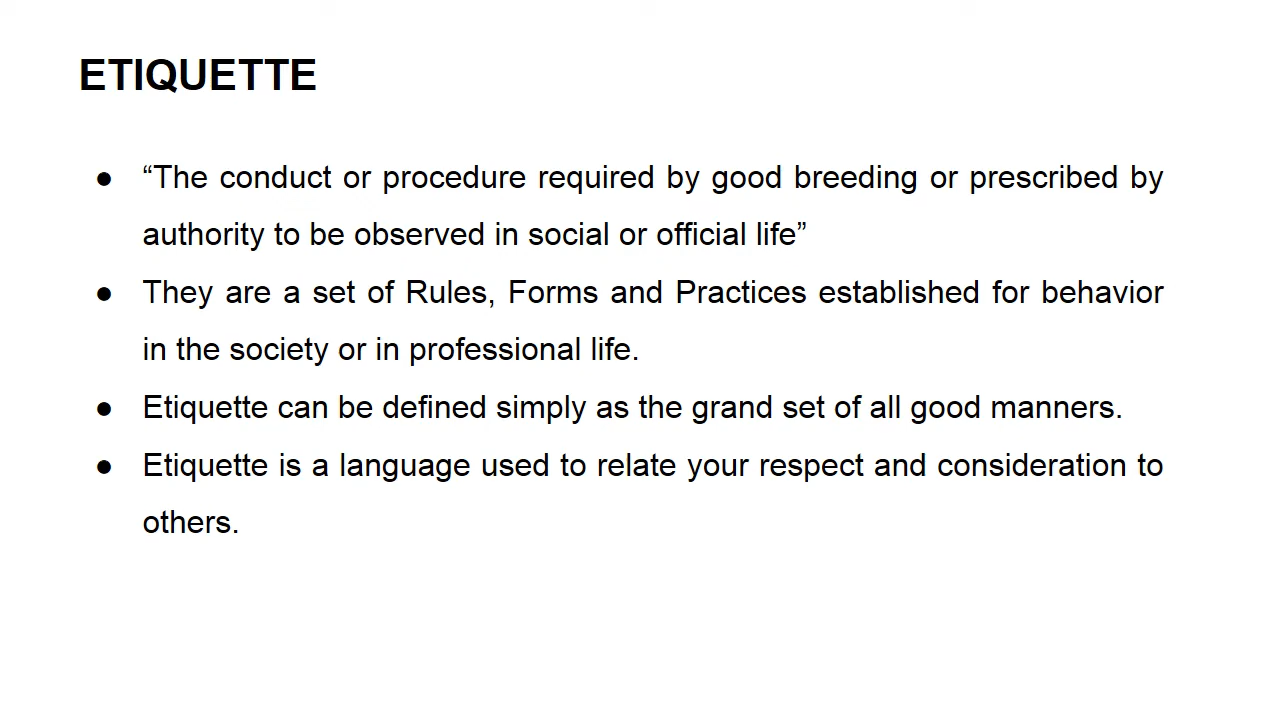 ETIQUETTE
● “The conduct or procedure required by good breeding or prescribed by
authority to be observed in social or official life”
● They are a set of Rules, Forms and Practices established for behavior
in the society or in professional life.
● Etiquette can be defined simply as the grand set of all good manners.
● Etiquette is a language used to relate your respect and consideration to
others.